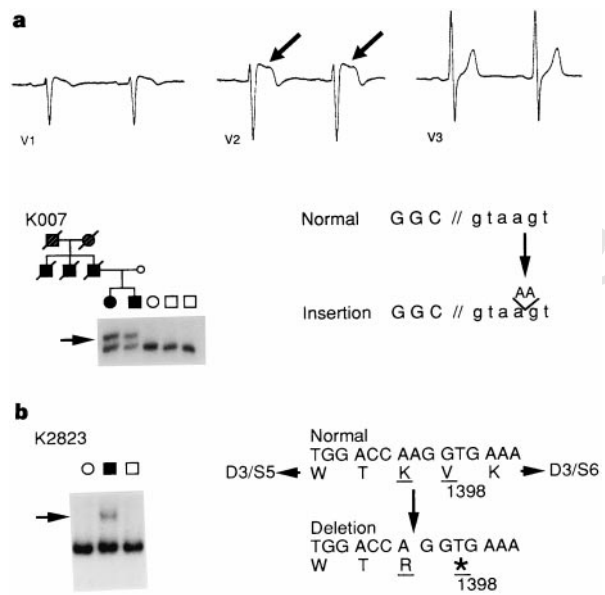 a
V1
V2
V3
K007
Normal G G C // g t a a g t
AA
Insertion G G C // g t a a g t
b
K2823
Normal
TGG ACC AAG GTG AAA
D3/S5 W T K V K D3/S6
1398
Deletion
TGG ACC A G GTG AAA
W T R *
1398